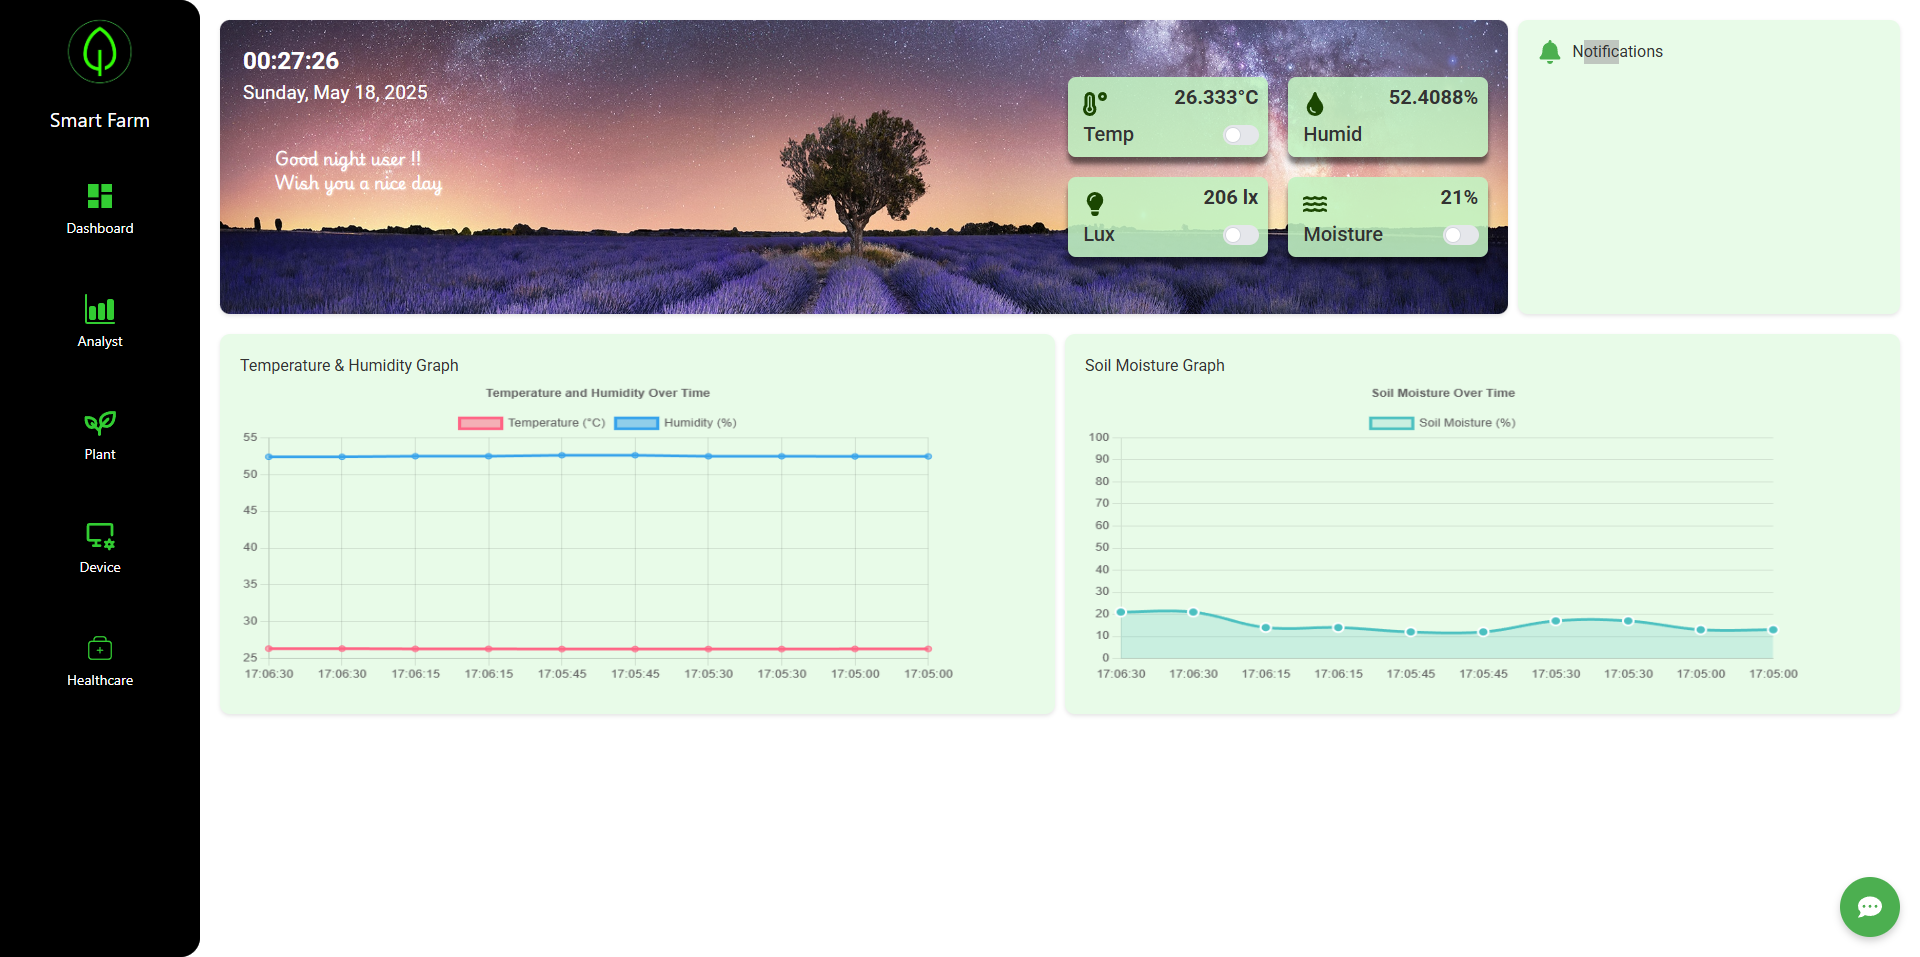 Smart Farm
Dashboard
Analyst
Plant
Device
Healthcare
00:27:26
Sunday, May 18, 2025
Good night user !!
Wish you a nice day
26.333°C
Temp
52.4088%
Humid
206 lx
Lux
21%
Moisture
Notifications
Temperature & Humidity Graph
Temperature and Humidity Over Time
Temperature (°C) Humidity (%)
55
50
45
40
35
30
25
17:06:30 17:06:30 17:06:15 17:06:15 17:05:45 17:05:45 17:05:30 17:05:30 17:05:00 17:05:00
Soil Moisture Graph
Soil Moisture Over Time
Soil Moisture (%)
100
90
80
70
60
50
40
30
20
10
0
17:06:30 17:06:30 17:06:15 17:06:15 17:05:45 17:05:45 17:05:30 17:05:30 17:05:00 17:05:00